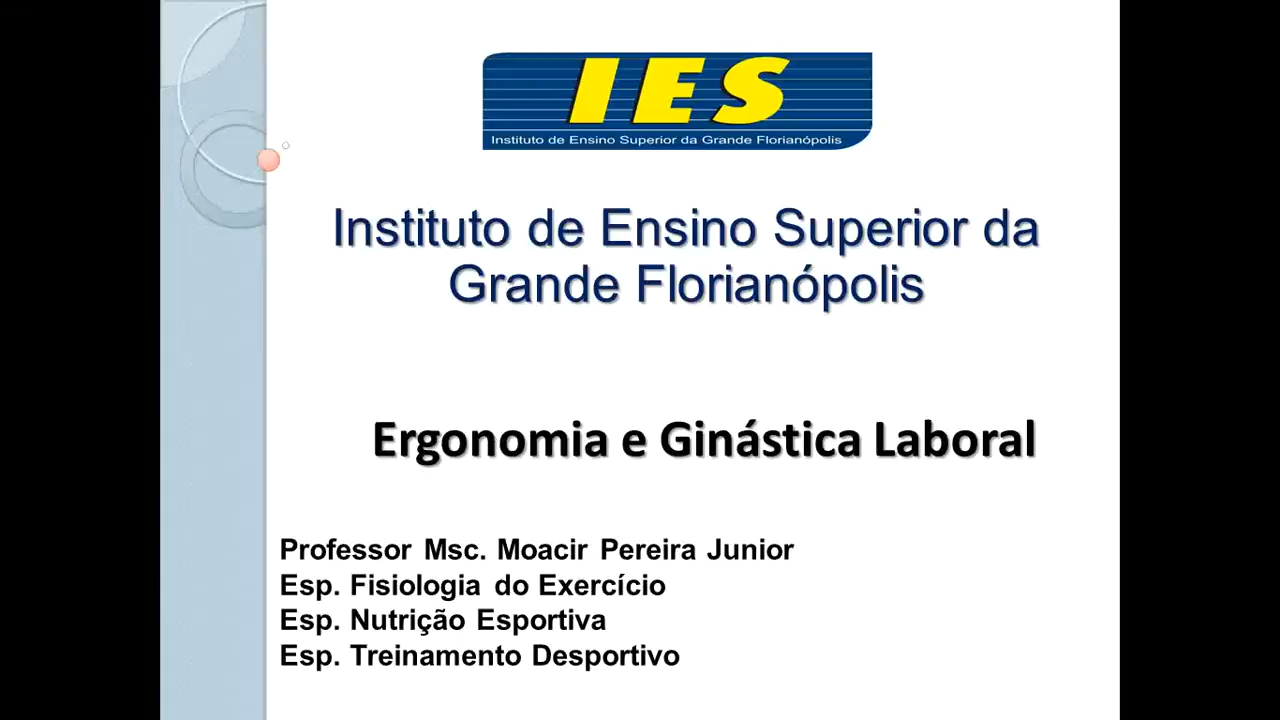 IES
Instituto de Ensino Superior da Grande Florianópolis
Instituto de Ensino Superior da
Grande Florianópolis
Ergonomia e Ginástica Laboral
Professor Msc. Moacir Pereira Junior
Esp. Fisiologia do Exercício
Esp. Nutrição Esportiva
Esp. Treinamento Desportivo